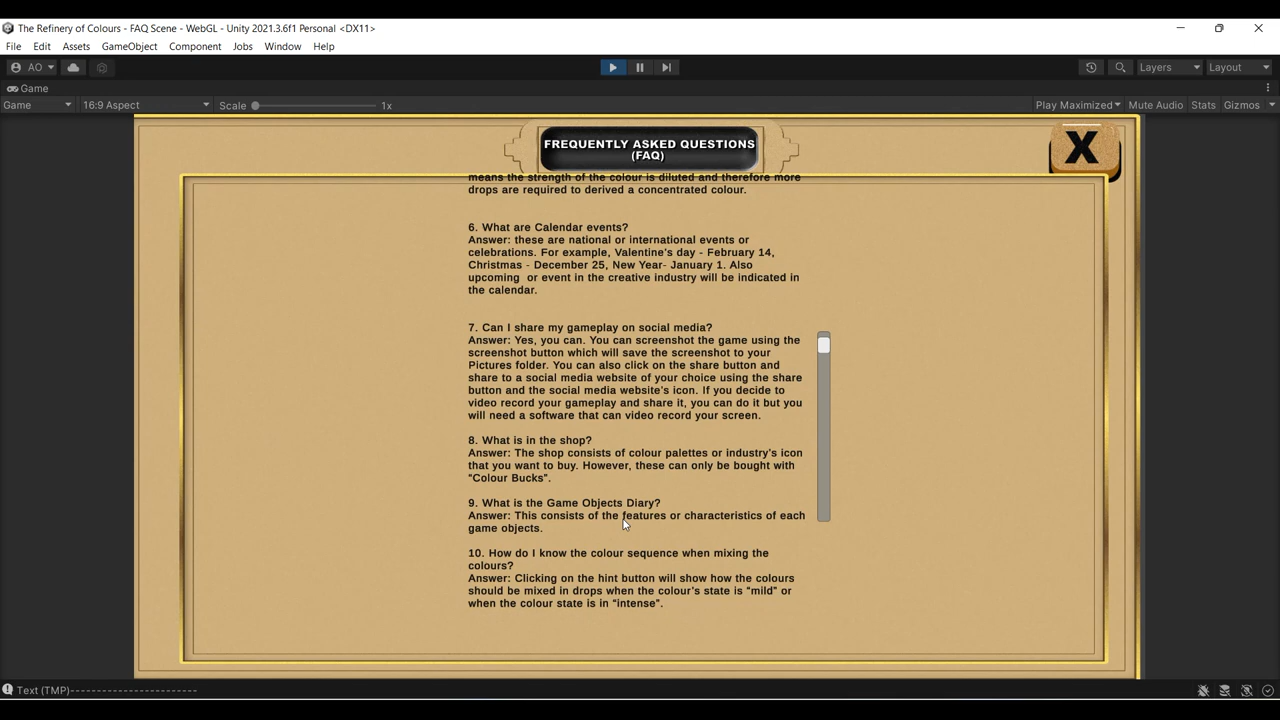 The Refinery of Colours - FAQ Scene - WebGL - Unity 2021.3.6f1 Personal <DX11>
File Edit Assets GameObject Component Jobs Window Help
AO Layers Layout
Game
Game 16:9 Aspect Scale 1x Play Maximized Mute Audio Stats Gizmos
FREQUENTLY ASKED QUESTIONS
(FAQ)
X
means the strength of the colour is diluted and therefore more
drops are required to derived a concentrated colour.
6. What are Calendar events?
Answer: these are national or international events or
celebrations. For example, Valentine's day - February 14,
Christmas - December 25, New Year- January 1. Also
upcoming  or event in the creative industry will be indicated in
the calendar.
7. Can I share my gameplay on social media?
Answer: Yes, you can. You can screenshot the game using the
screenshot button which will save the screenshot to your
Pictures folder. You can also click on the share button and
share to a social media website of your choice using the share
button and the social media website's icon. If you decide to
video record your gameplay and share it, you can do it but you
will need a software that can video record your screen.
8. What is in the shop?
Answer: The shop consists of colour palettes or industry's icon
that you want to buy. However, these can only be bought with
"Colour Bucks".
9. What is the Game Objects Diary?
Answer: This consists of the features or characteristics of each
game objects.
10. How do I know the colour sequence when mixing the
colours?
Answer: Clicking on the hint button will show how the colours
should be mixed in drops when the colour's state is "mild" or
when the colour state is in "intense".
Text (TMP)------------------------